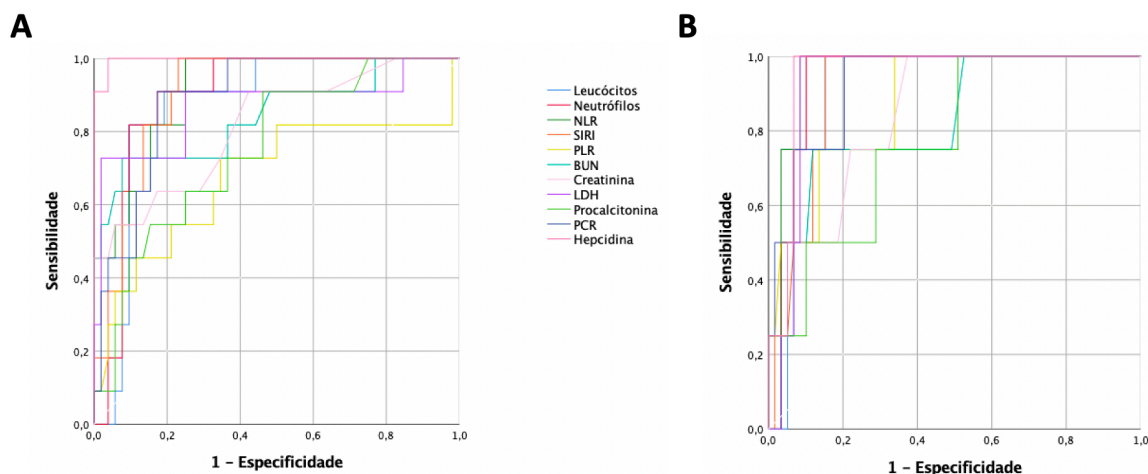 A
B
Sensibilidade
1,0
0,8
0,6
0,4
0,2
0,0
0,0 0,2 0,4 0,6 0,8 1,0
1 - Especificidade
Leucócitos
Neutrófilos
NLR
SIRI
PLR
BUN
Creatinina
LDH
Procalcitonina
PCR
Hepcidina
Sensibilidade
1,0
0,8
0,6
0,4
0,2
0,0
0,0 0,2 0,4 0,6 0,8 1,0
1 - Especificidade